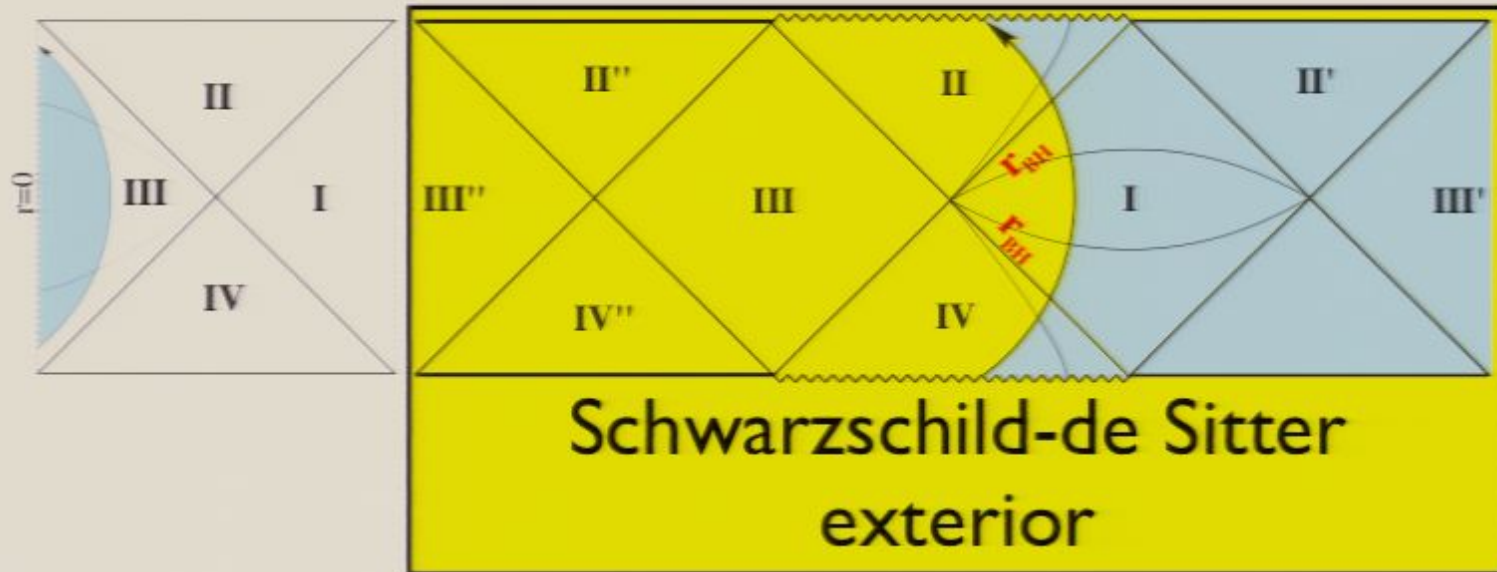 II
r=0
III
I
IV
II"
II
II'
III"
III
r_BH
I
III'
r_BH
IV"
IV
Schwarzschild-de Sitter
exterior